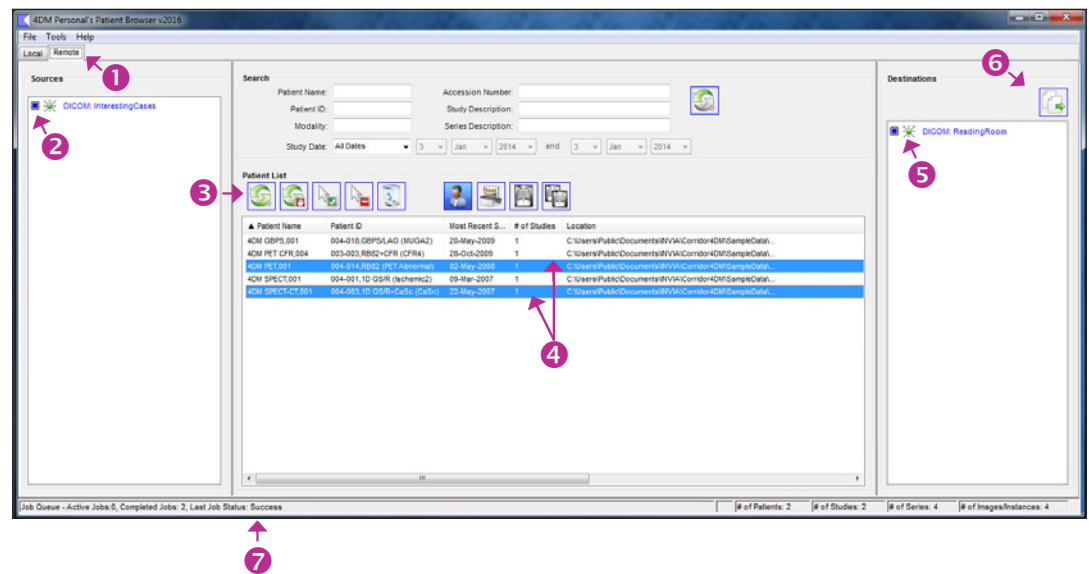 4DM Personal's Patient Browser v2016
File Tools Help
Local Remote
1
6
Sources
Search
Destinations
Patient Name: Accession Number:
DICOM: InterestingCases
Patient ID: Study Description:
Modality: Series Description:
DICOM: ReadingRoom
2
Study Date: All Dates 3 Jan 2014 and 3 Jan 2014
5
Patient List
3
Patient Name Patient ID Most Recent S... # of Studies Location
4DM GBPS,001 004-018,GBPS/LAO (MUGA2) 20-May-2009 1 C:\Users\Public\Documents\INVIA\Corridor4DM\SampleData\...
4DM PET CFR,004 003-003,RB82+CFR (CFR4) 28-Oct-2009 1 C:\Users\Public\Documents\INVIA\Corridor4DM\SampleData\...
4DM PET,001 004-014,RB82 (PET Abnormal) 02-May-2008 1 C:\Users\Public\Documents\INVIA\Corridor4DM\SampleData\...
4DM SPECT,001 004-001,1D GS/R (Ischemic2) 09-Mar-2007 1 C:\Users\Public\Documents\INVIA\Corridor4DM\SampleData\...
4DM SPECT-CT,001 004-003,1D GS/R+CaSc (CaSc) 22-May-2007 1 C:\Users\Public\Documents\INVIA\Corridor4DM\SampleData\...
4
Job Queue - Active Jobs:0, Completed Jobs: 2, Last Job Status: Success # of Patients: 2 # of Studies: 2 # of Series: 4 # of Images/Instances: 4
7